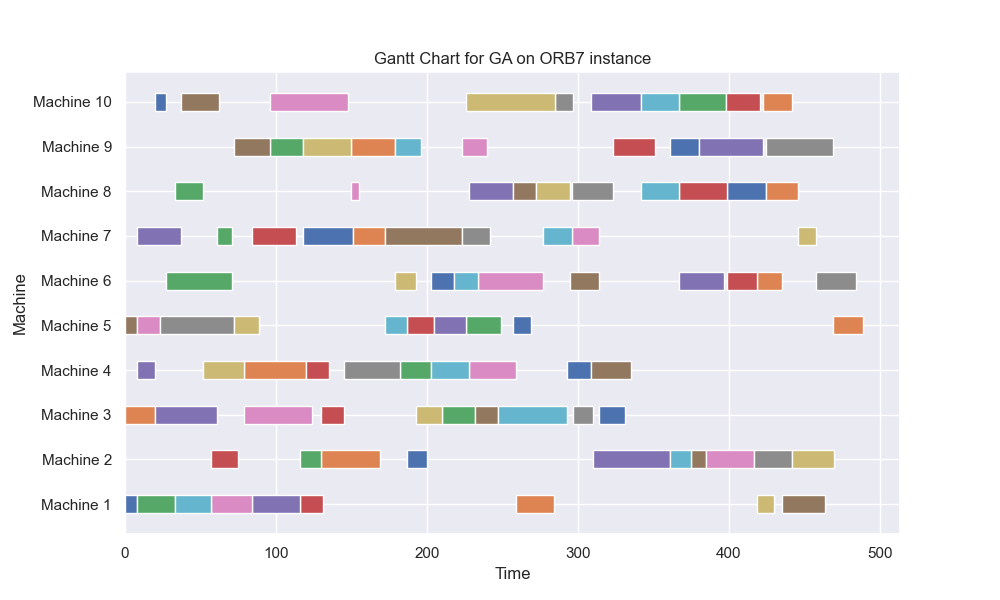 Gantt Chart for GA on ORB7 instance
Machine 10
Machine 9
Machine 8
Machine 7
Machine 6
Machine 5
Machine 4
Machine 3
Machine 2
Machine 1
Machine
0 100 200 300 400 500
Time